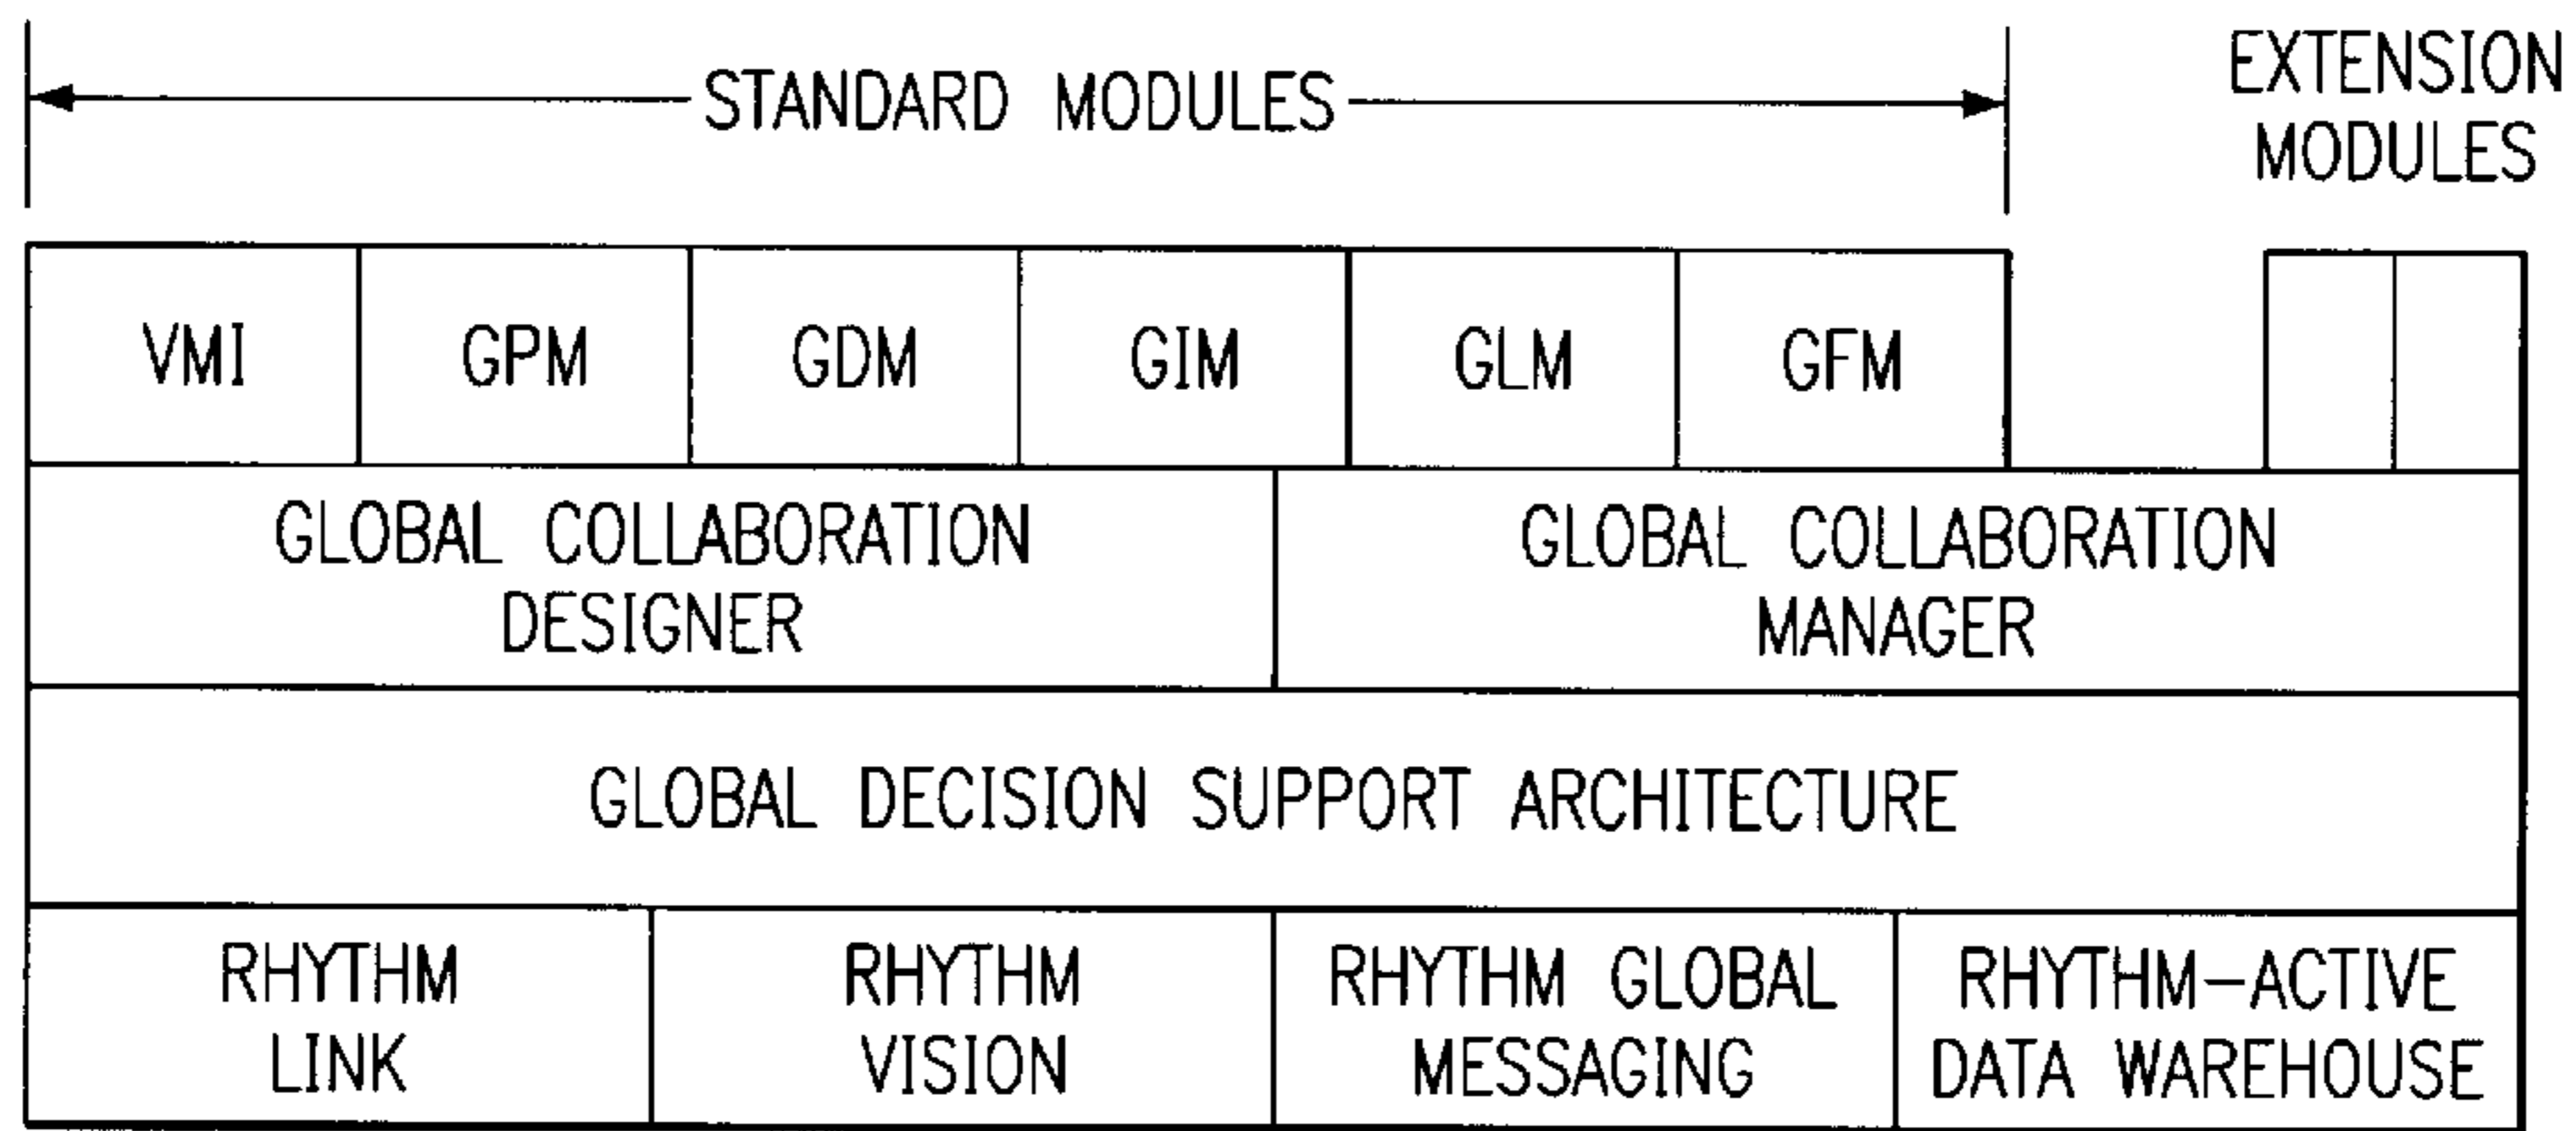 STANDARD MODULES
EXTENSION
MODULES
VMI
GPM
GDM
GIM
GLM
GFM
GLOBAL COLLABORATION
DESIGNER
GLOBAL COLLABORATION
MANAGER
GLOBAL DECISION SUPPORT ARCHITECTURE
RHYTHM
LINK
RHYTHM
VISION
RHYTHM GLOBAL
MESSAGING
RHYTHM-ACTIVE
DATA WAREHOUSE